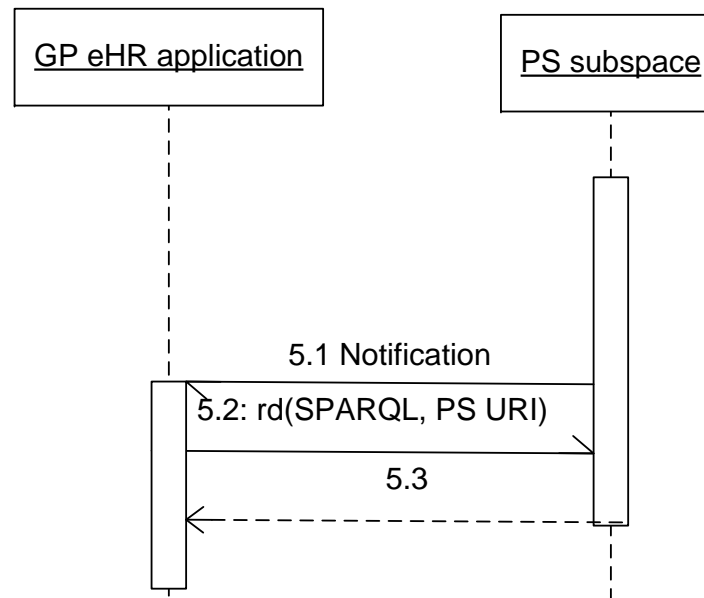 GP eHR application
PS subspace
5.1 Notification
5.2: rd(SPARQL, PS URI)
5.3